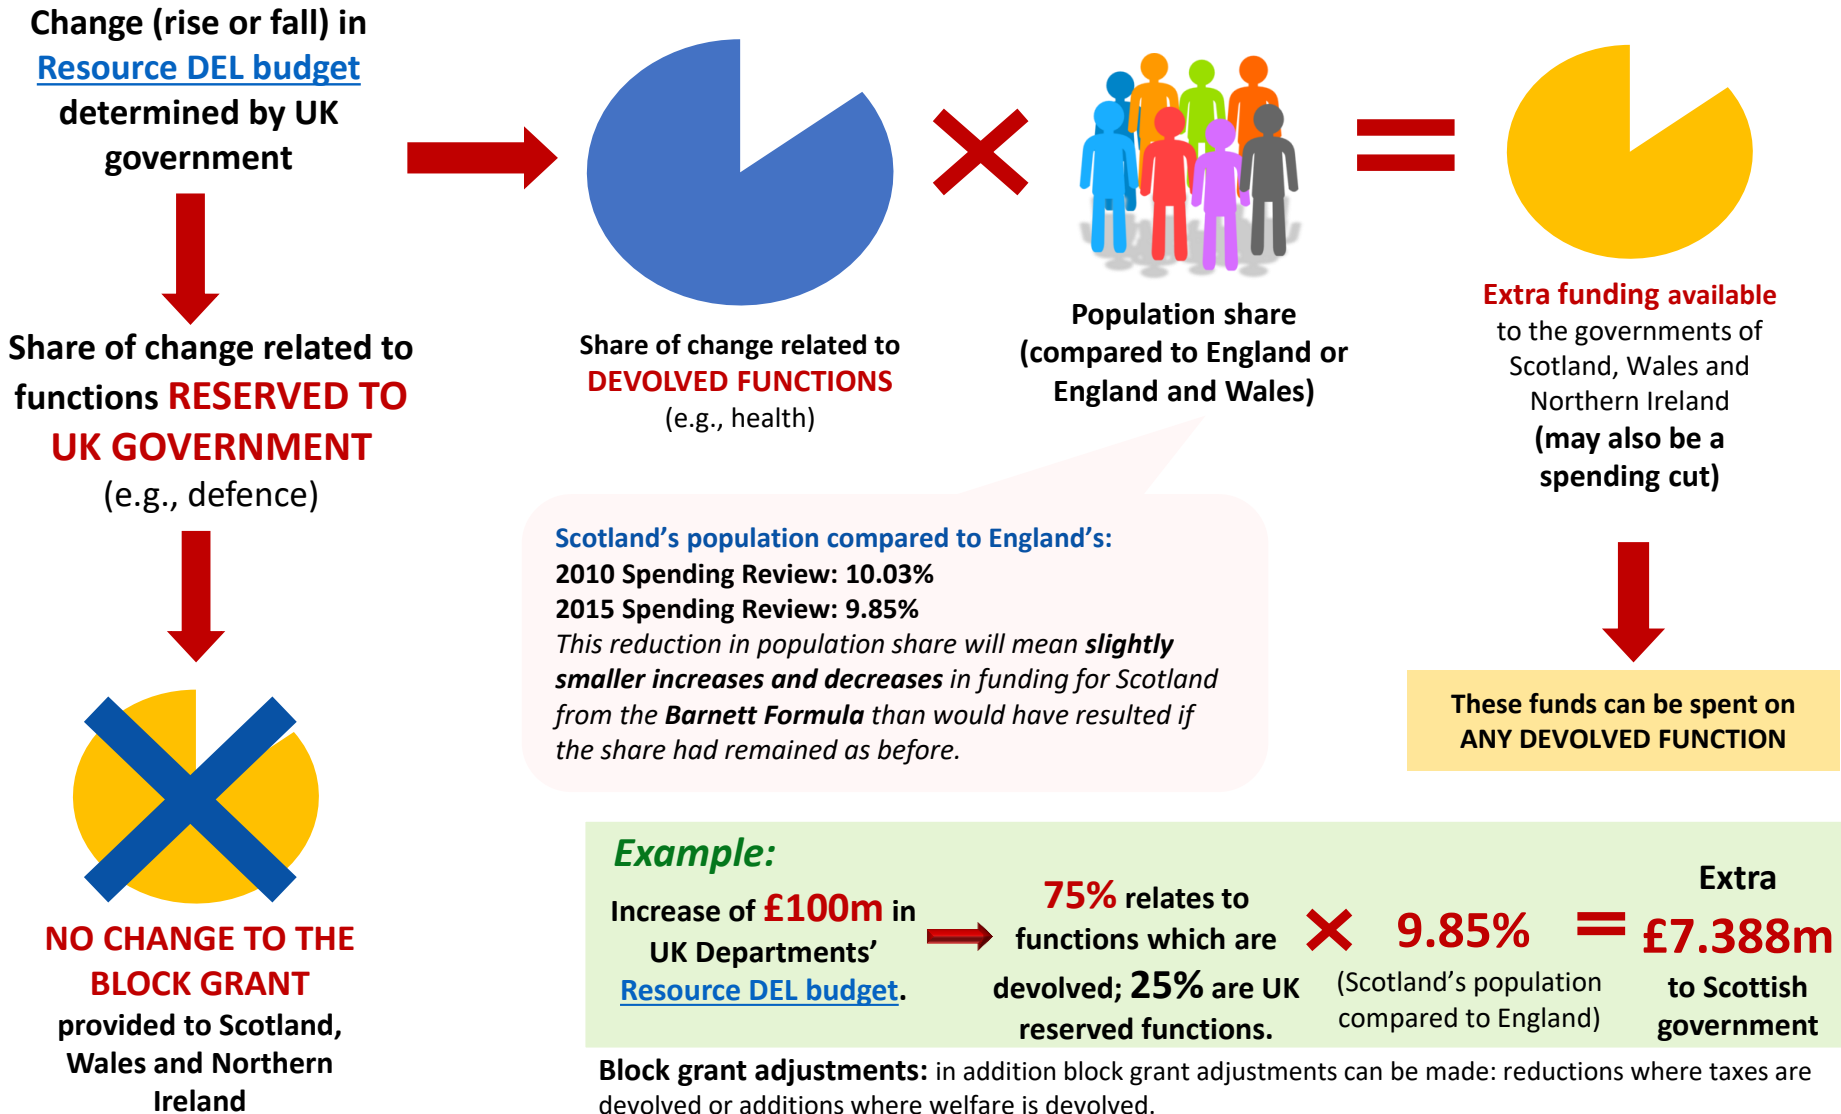 Change (rise or fall) in
Resource DEL budget
determined by UK
government
Share of change related to
functions RESERVED TO
UK GOVERNMENT
(e.g., defence)
NO CHANGE TO THE
BLOCK GRANT
provided to Scotland,
Wales and Northern
Ireland
Share of change related to
DEVOLVED FUNCTIONS
(e.g., health)
Population share
(compared to England or
England and Wales)
Extra funding available
to the governments of
Scotland, Wales and
Northern Ireland
(may also be a
spending cut)
Scotland’s population compared to England’s:
2010 Spending Review: 10.03%
2015 Spending Review: 9.85%
This reduction in population share will mean slightly
smaller increases and decreases in funding for Scotland
from the Barnett Formula than would have resulted if
the share had remained as before.
These funds can be spent on
ANY DEVOLVED FUNCTION
Example:
Increase of £100m in
UK Departments’
Resource DEL budget.
75% relates to
functions which are
devolved; 25% are UK
reserved functions.
9.85%
(Scotland’s population
compared to England)
Extra
£7.388m
to Scottish
government
Block grant adjustments: in addition block grant adjustments can be made: reductions where taxes are
devolved or additions where welfare is devolved.